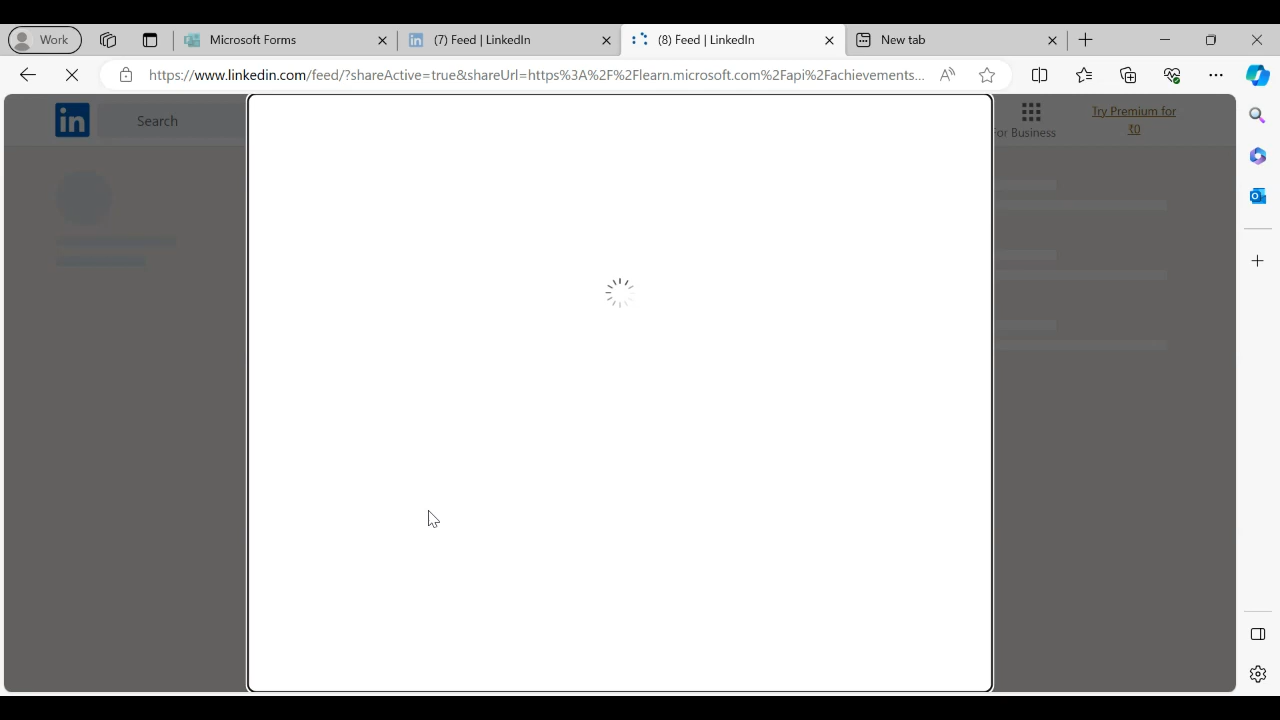 Work
Microsoft Forms
(7) Feed | LinkedIn
(8) Feed | LinkedIn
New tab
https://www.linkedin.com/feed/?shareActive=true&shareUrl=https%3A%2F%2Flearn.microsoft.com%2Fapi%2Fachievements...
in
Search
For Business
Try Premium for
₹0